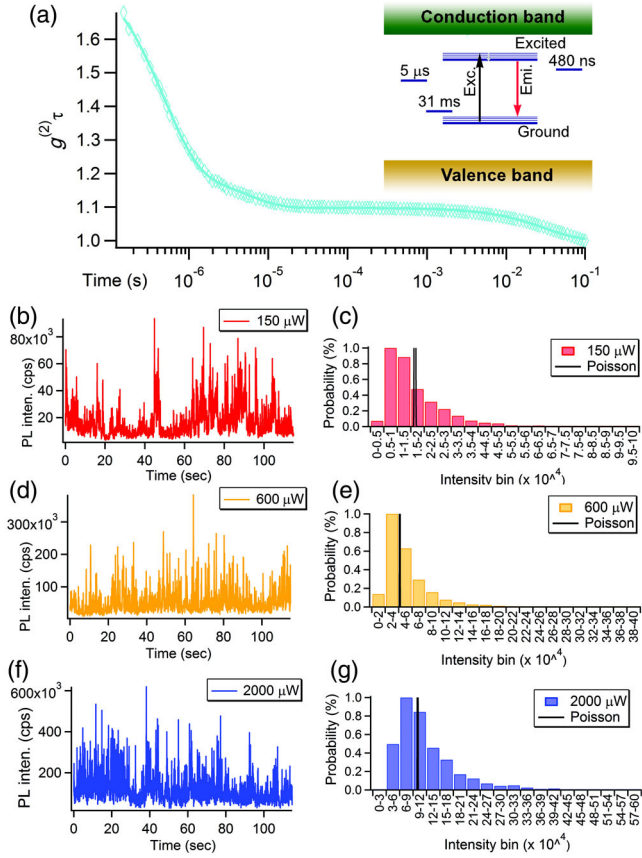 (a)
g(2)τ
1.6
1.5
1.4
1.3
1.2
1.1
1.0
Time (s)
10-6
10-5
10-4
10-3
10-2
10-1
Conduction band
Excited
480 ns
5 μs
31 ms
Exc.
Emi.
Ground
Valence band
(b)
150 μW
PL inten. (cps)
80x10³
60
40
20
0 20 40 60 80 100
Time (sec)
(c)
150 μW
Poisson
Probability (%)
1.0
0.8
0.6
0.4
0.2
0.0
0-0.5
0.5-1
1-1.5
1.5-2
2-2.5
2.5-3
3-3.5
3.5-4
4-4.5
4.5-5
5-5.5
5.5-6
6-6.5
6.5-7
7-7.5
7.5-8
8-8.5
8.5-9
9-9.5
9.5-10
Intensity bin (x 10^4)
(d)
600 μW
PL inten. (cps)
300x10³
200
100
0 20 40 60 80 100
Time (sec)
(e)
600 μW
Poisson
Probability (%)
1.0
0.8
0.6
0.4
0.2
0.0
0-2
2-4
4-6
6-8
8-10
10-12
12-14
14-16
16-18
18-20
20-22
22-24
24-26
26-28
28-30
30-32
32-34
34-36
36-38
38-40
Intensity bin (x 10^4)
(f)
2000 μW
PL inten. (cps)
600x10³
400
200
0 20 40 60 80 100
Time (sec)
(g)
2000 μW
Poisson
Probability (%)
1.0
0.8
0.6
0.4
0.2
0.0
0-3
3-6
6-9
9-12
12-15
15-18
18-21
21-24
24-27
27-30
30-33
33-36
36-39
39-42
42-45
45-48
48-51
51-54
54-57
57-60
Intensity bin (x 10^4)